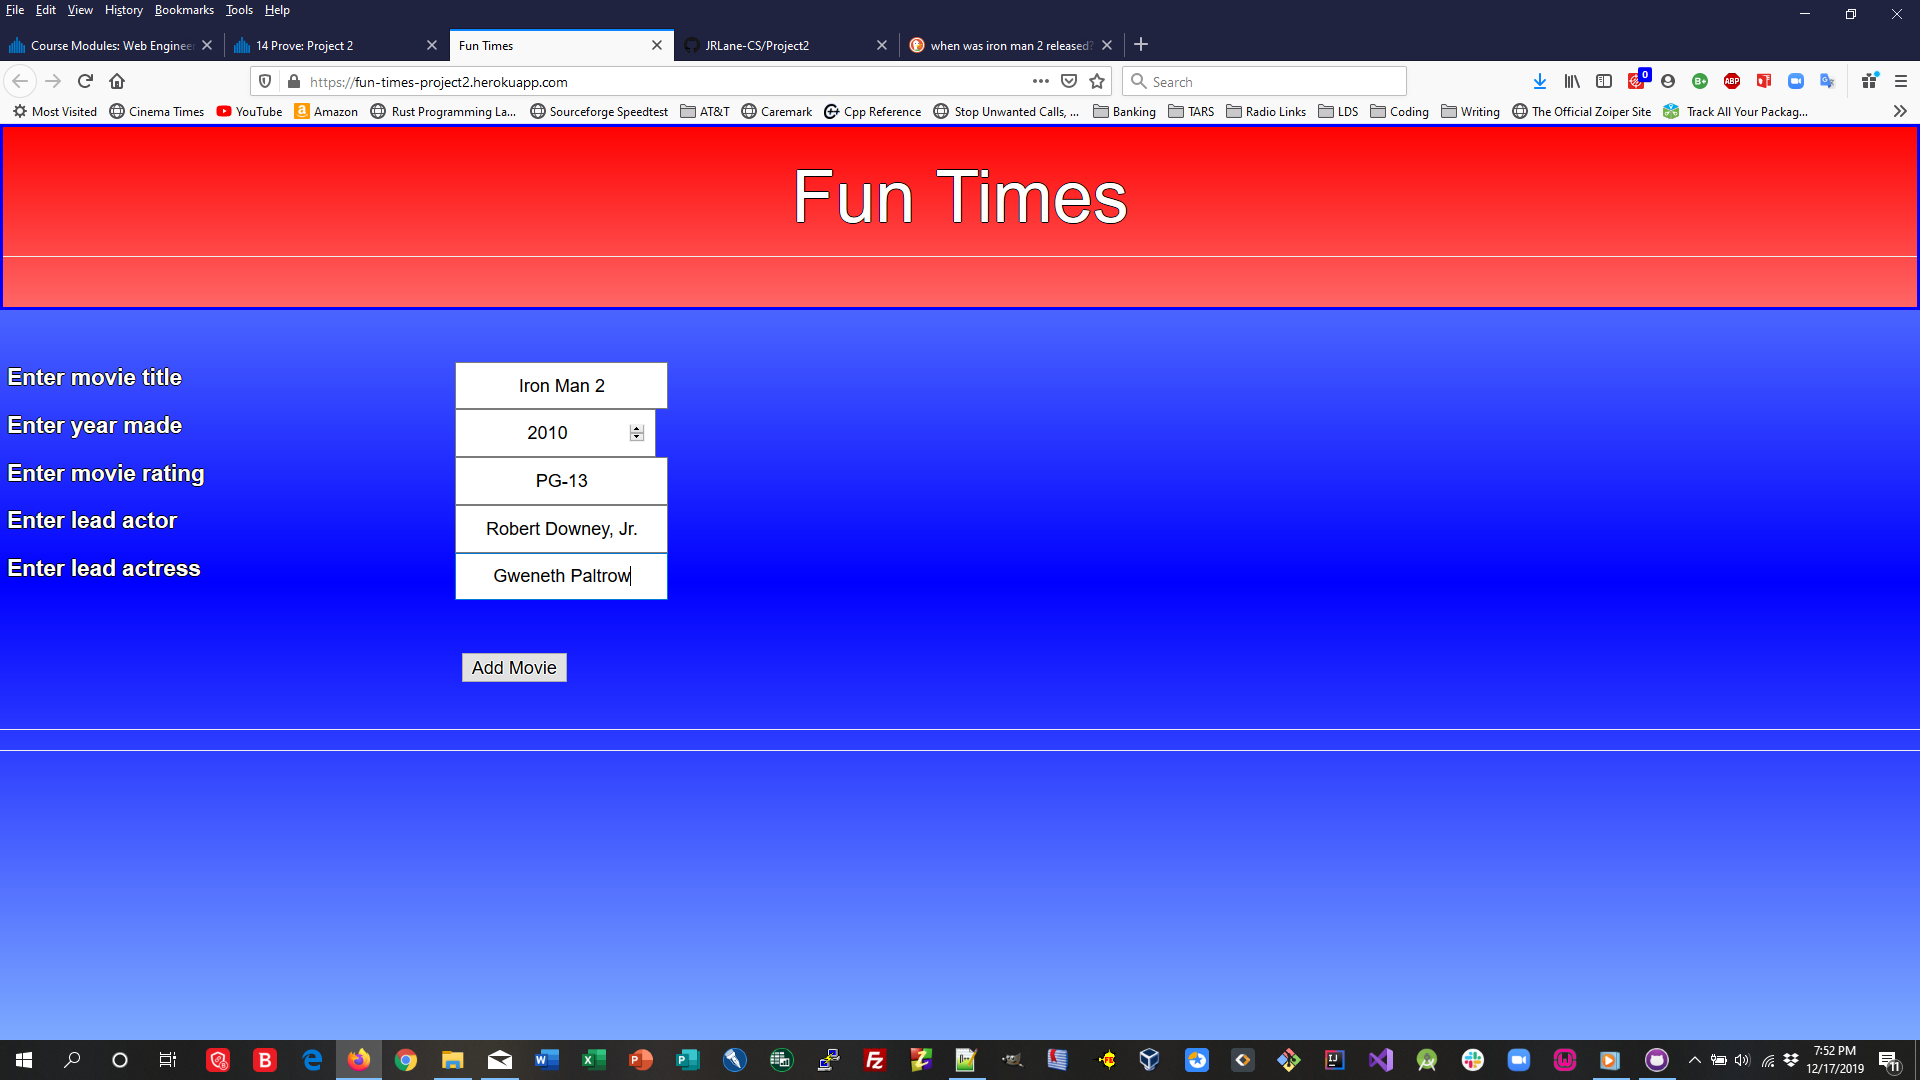 File Edit View History Bookmarks Tools Help
Course Modules: Web Enginee
14 Prove: Project 2
Fun Times
JRLane-CS/Project2
when was iron man 2 released?
https://fun-times-project2.herokuapp.com
Search
0
B+
ABP
Most Visited Cinema Times YouTube Amazon Rust Programming La... Sourceforge Speedtest AT&T Caremark Cpp Reference Stop Unwanted Calls, ... Banking TARS Radio Links LDS Coding Writing The Official Zoiper Site Track All Your Packag...
Fun Times
Enter movie title Iron Man 2
Enter year made 2010
Enter movie rating PG-13
Enter lead actor Robert Downey, Jr.
Enter lead actress Gweneth Paltrow
Add Movie
7:52 PM
12/17/2019
11